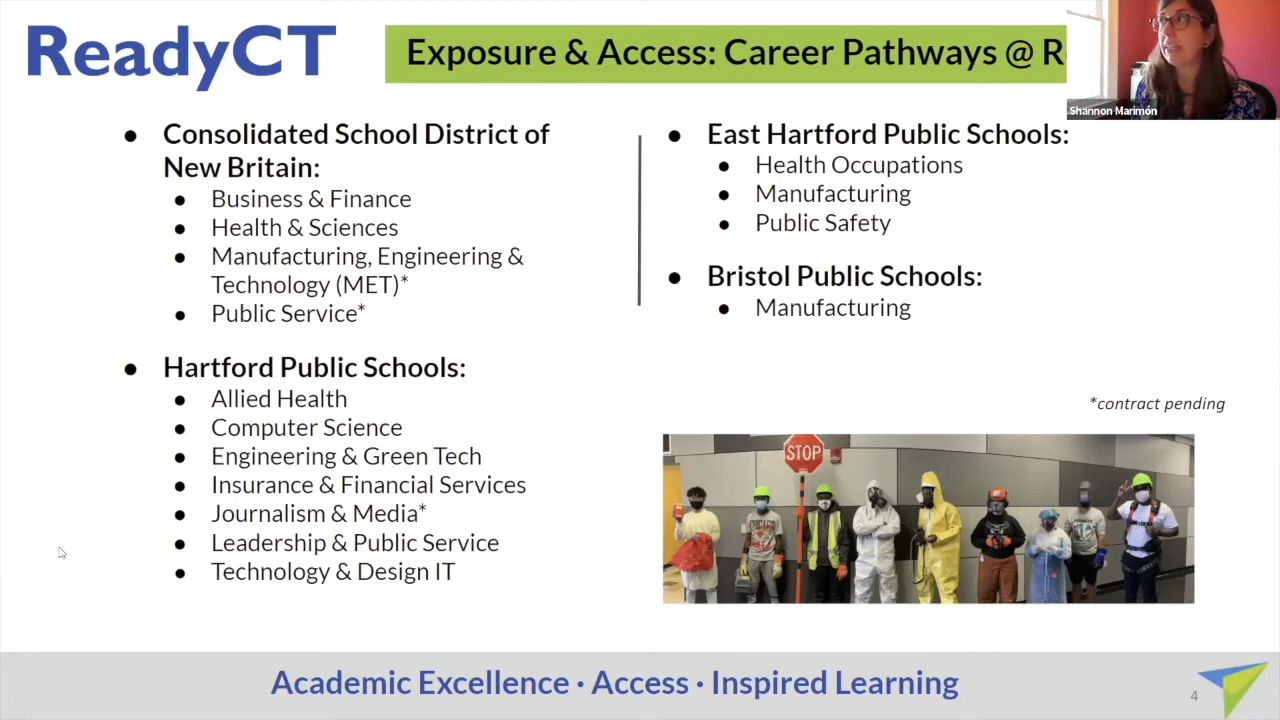 ReadyCT
Exposure & Access: Career Pathways @ R
Shannon Marimón
● Consolidated School District of
New Britain:
● Business & Finance
● Health & Sciences
● Manufacturing, Engineering &
Technology (MET)*
● Public Service*
● Hartford Public Schools:
● Allied Health
● Computer Science
● Engineering & Green Tech
● Insurance & Financial Services
● Journalism & Media*
● Leadership & Public Service
● Technology & Design IT
● East Hartford Public Schools:
● Health Occupations
● Manufacturing
● Public Safety
● Bristol Public Schools:
● Manufacturing
*contract pending
STOP
Academic Excellence · Access · Inspired Learning
4